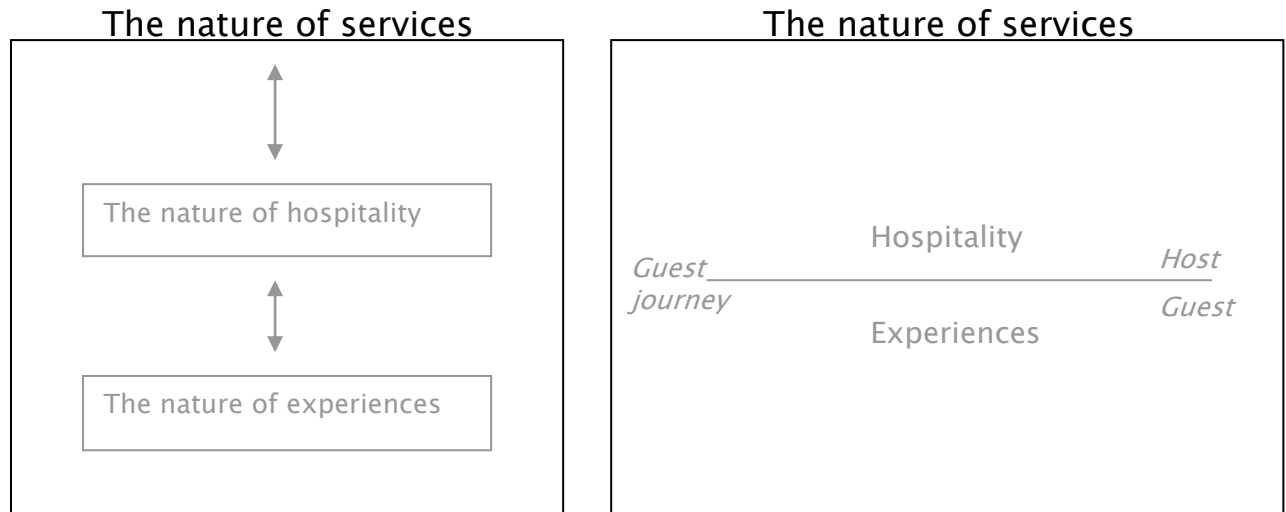 The nature of services
The nature of hospitality
The nature of experiences
The nature of services
Hospitality
Host
Guest
journey
Guest
Experiences